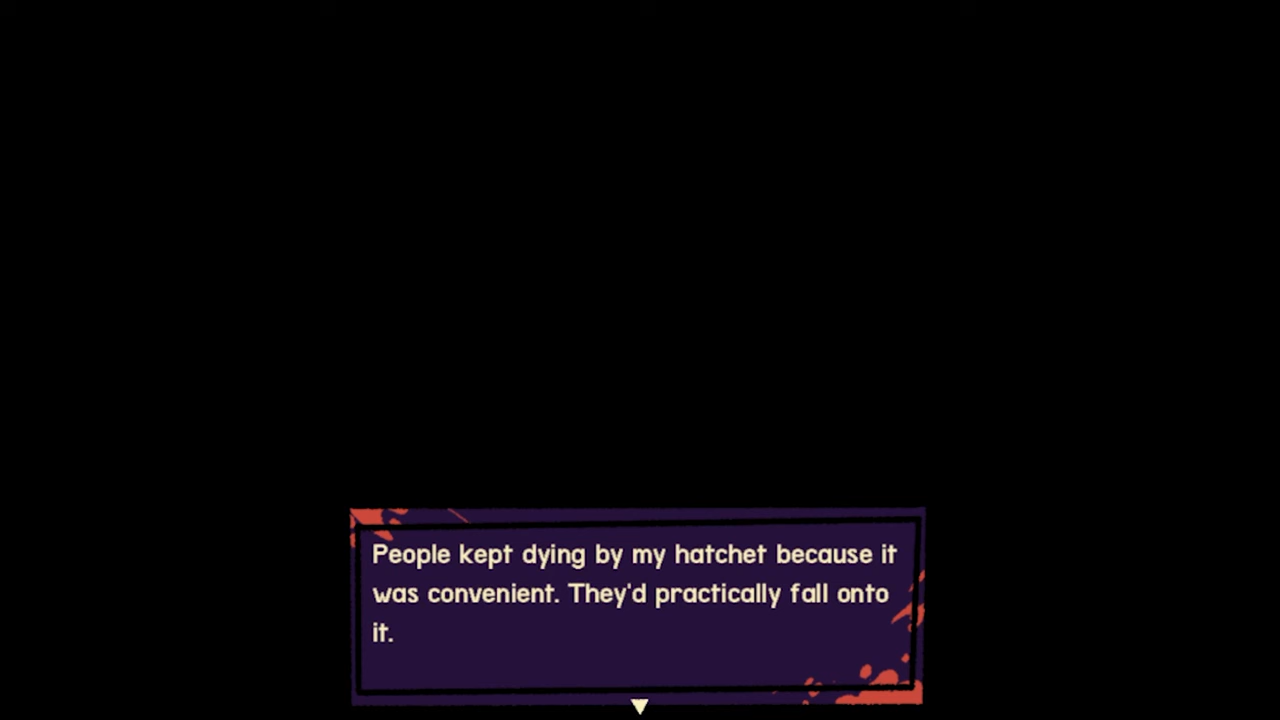 People kept dying by my hatchet because it
was convenient. They'd practically fall onto
it.